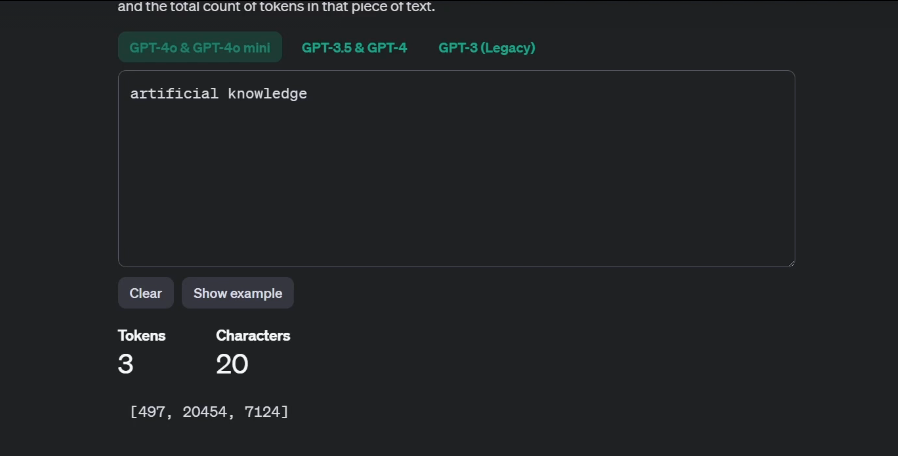 and the total count of tokens in that piece of text.
GPT-4o & GPT-4o mini GPT-3.5 & GPT-4 GPT-3 (Legacy)
artificial knowledge
Clear Show example
Tokens Characters
3 20
[497, 20454, 7124]